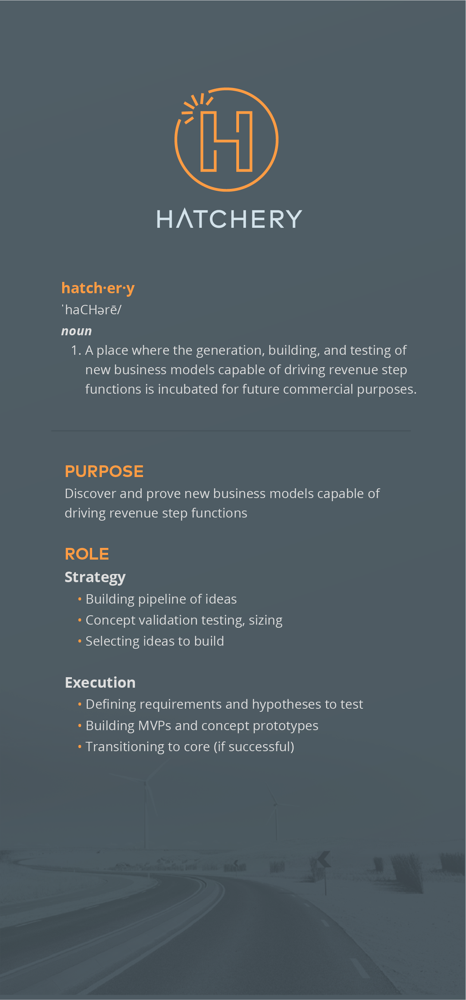 H
HATCHERY
hatch·er·y
ˈhaCHərē/
noun
1. A place where the generation, building, and testing of
new business models capable of driving revenue step
functions is incubated for future commercial purposes.
PURPOSE
Discover and prove new business models capable of
driving revenue step functions
ROLE
Strategy
• Building pipeline of ideas
• Concept validation testing, sizing
• Selecting ideas to build
Execution
• Defining requirements and hypotheses to test
• Building MVPs and concept prototypes
• Transitioning to core (if successful)